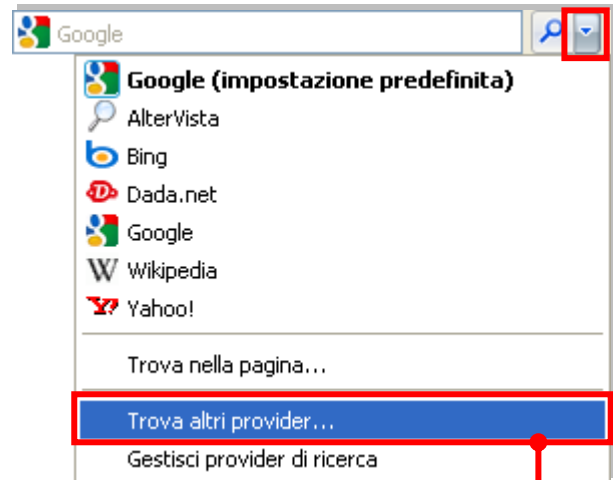 Google
Google (impostazione predefinita)
AlterVista
Bing
Dada.net
Google
Wikipedia
Yahoo!
Trova nella pagina...
Trova altri provider...
Gestisci provider di ricerca